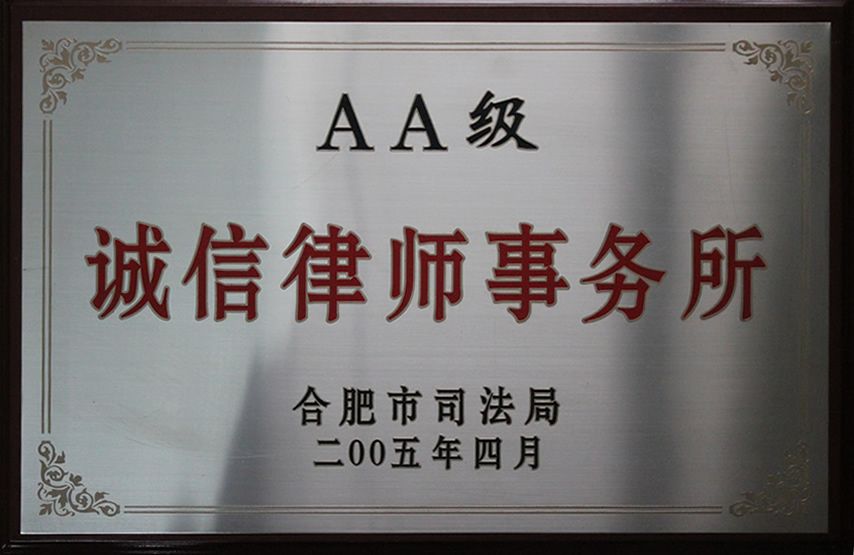 AA级
诚信律师事务所
合肥市司法局
二00五年四月